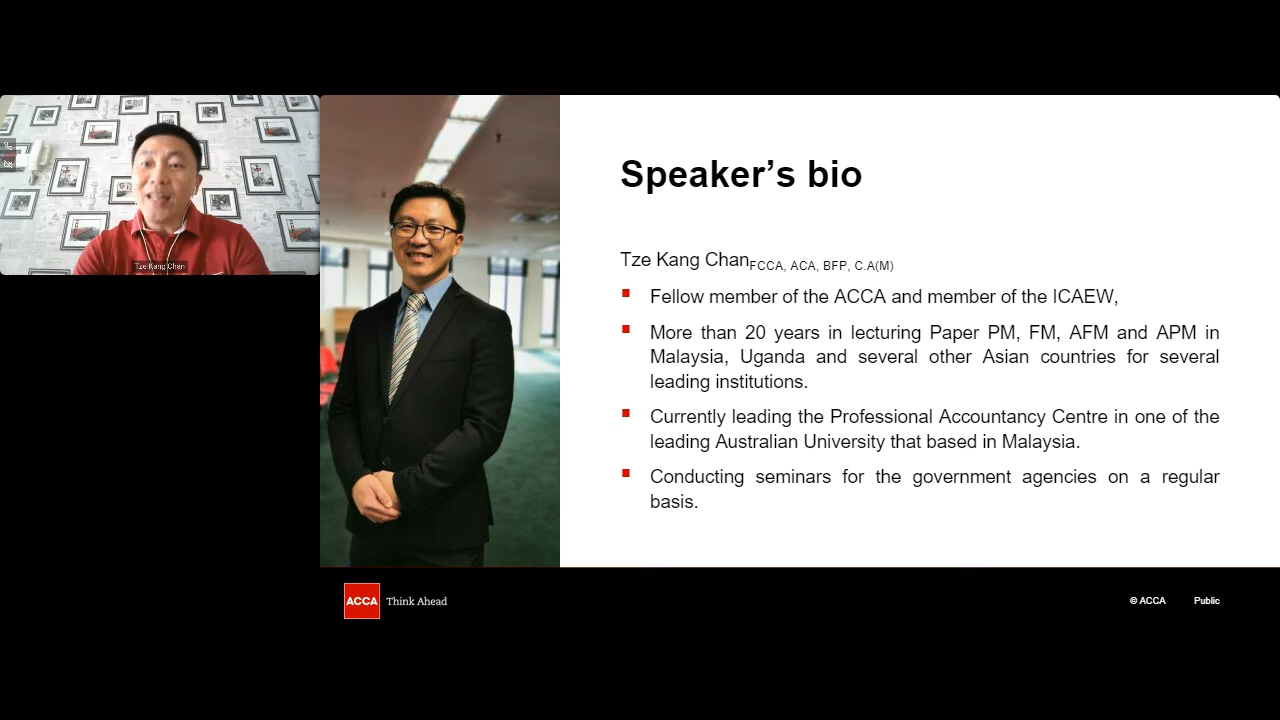 Tze Kang Chan
Speaker’s bio
Tze Kang Chan FCCA, ACA, BFP, C.A(M)
Fellow member of the ACCA and member of the ICAEW,
More than 20 years in lecturing Paper PM, FM, AFM and APM in
Malaysia, Uganda and several other Asian countries for several
leading institutions.
Currently leading the Professional Accountancy Centre in one of the
leading Australian University that based in Malaysia.
Conducting seminars for the government agencies on a regular
basis.
ACCA Think Ahead
© ACCA Public